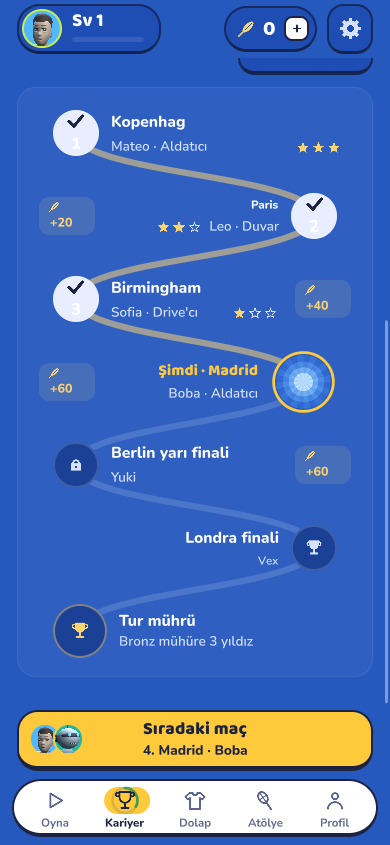 Sv 1
0
+
Kopenhag
1
Mateo · Aldatıcı
Paris
+20
2
Leo · Duvar
Birmingham
3
Sofia · Drive'cı
+40
Şimdi · Madrid
+60
Boba · Aldatıcı
Berlin yarı finali
Yuki
+60
Londra finali
Vex
Tur mührü
Bronz mühüre 3 yıldız
Sıradaki maç
4. Madrid · Boba
Oyna
Kariyer
Dolap
Atölye
Profil